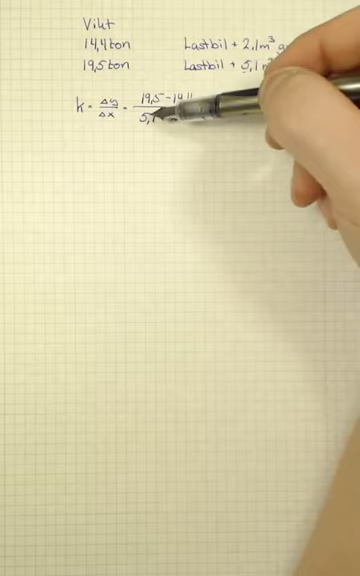 Vikt
14,4 ton Lastbil + 2,1 m³
19,5 ton Lastbil + 5,1
k = Δy/Δx = 19,5 - 14